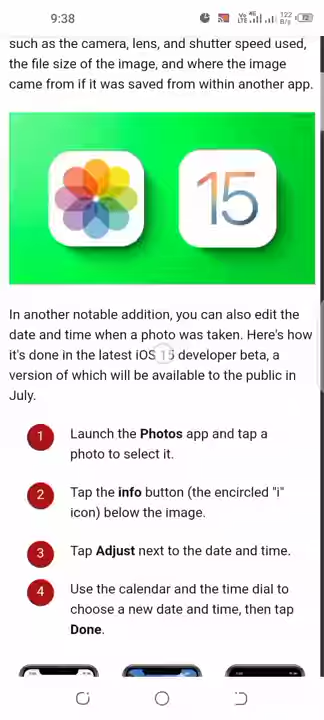 9:38
Vo LTE 4G 122 B/s 72
such as the camera, lens, and shutter speed used,
the file size of the image, and where the image
came from if it was saved from within another app.
15
In another notable addition, you can also edit the
date and time when a photo was taken. Here's how
it's done in the latest iOS 15 developer beta, a
version of which will be available to the public in
July.
1 Launch the Photos app and tap a
photo to select it.
2 Tap the info button (the encircled "i"
icon) below the image.
3 Tap Adjust next to the date and time.
4 Use the calendar and the time dial to
choose a new date and time, then tap
Done.